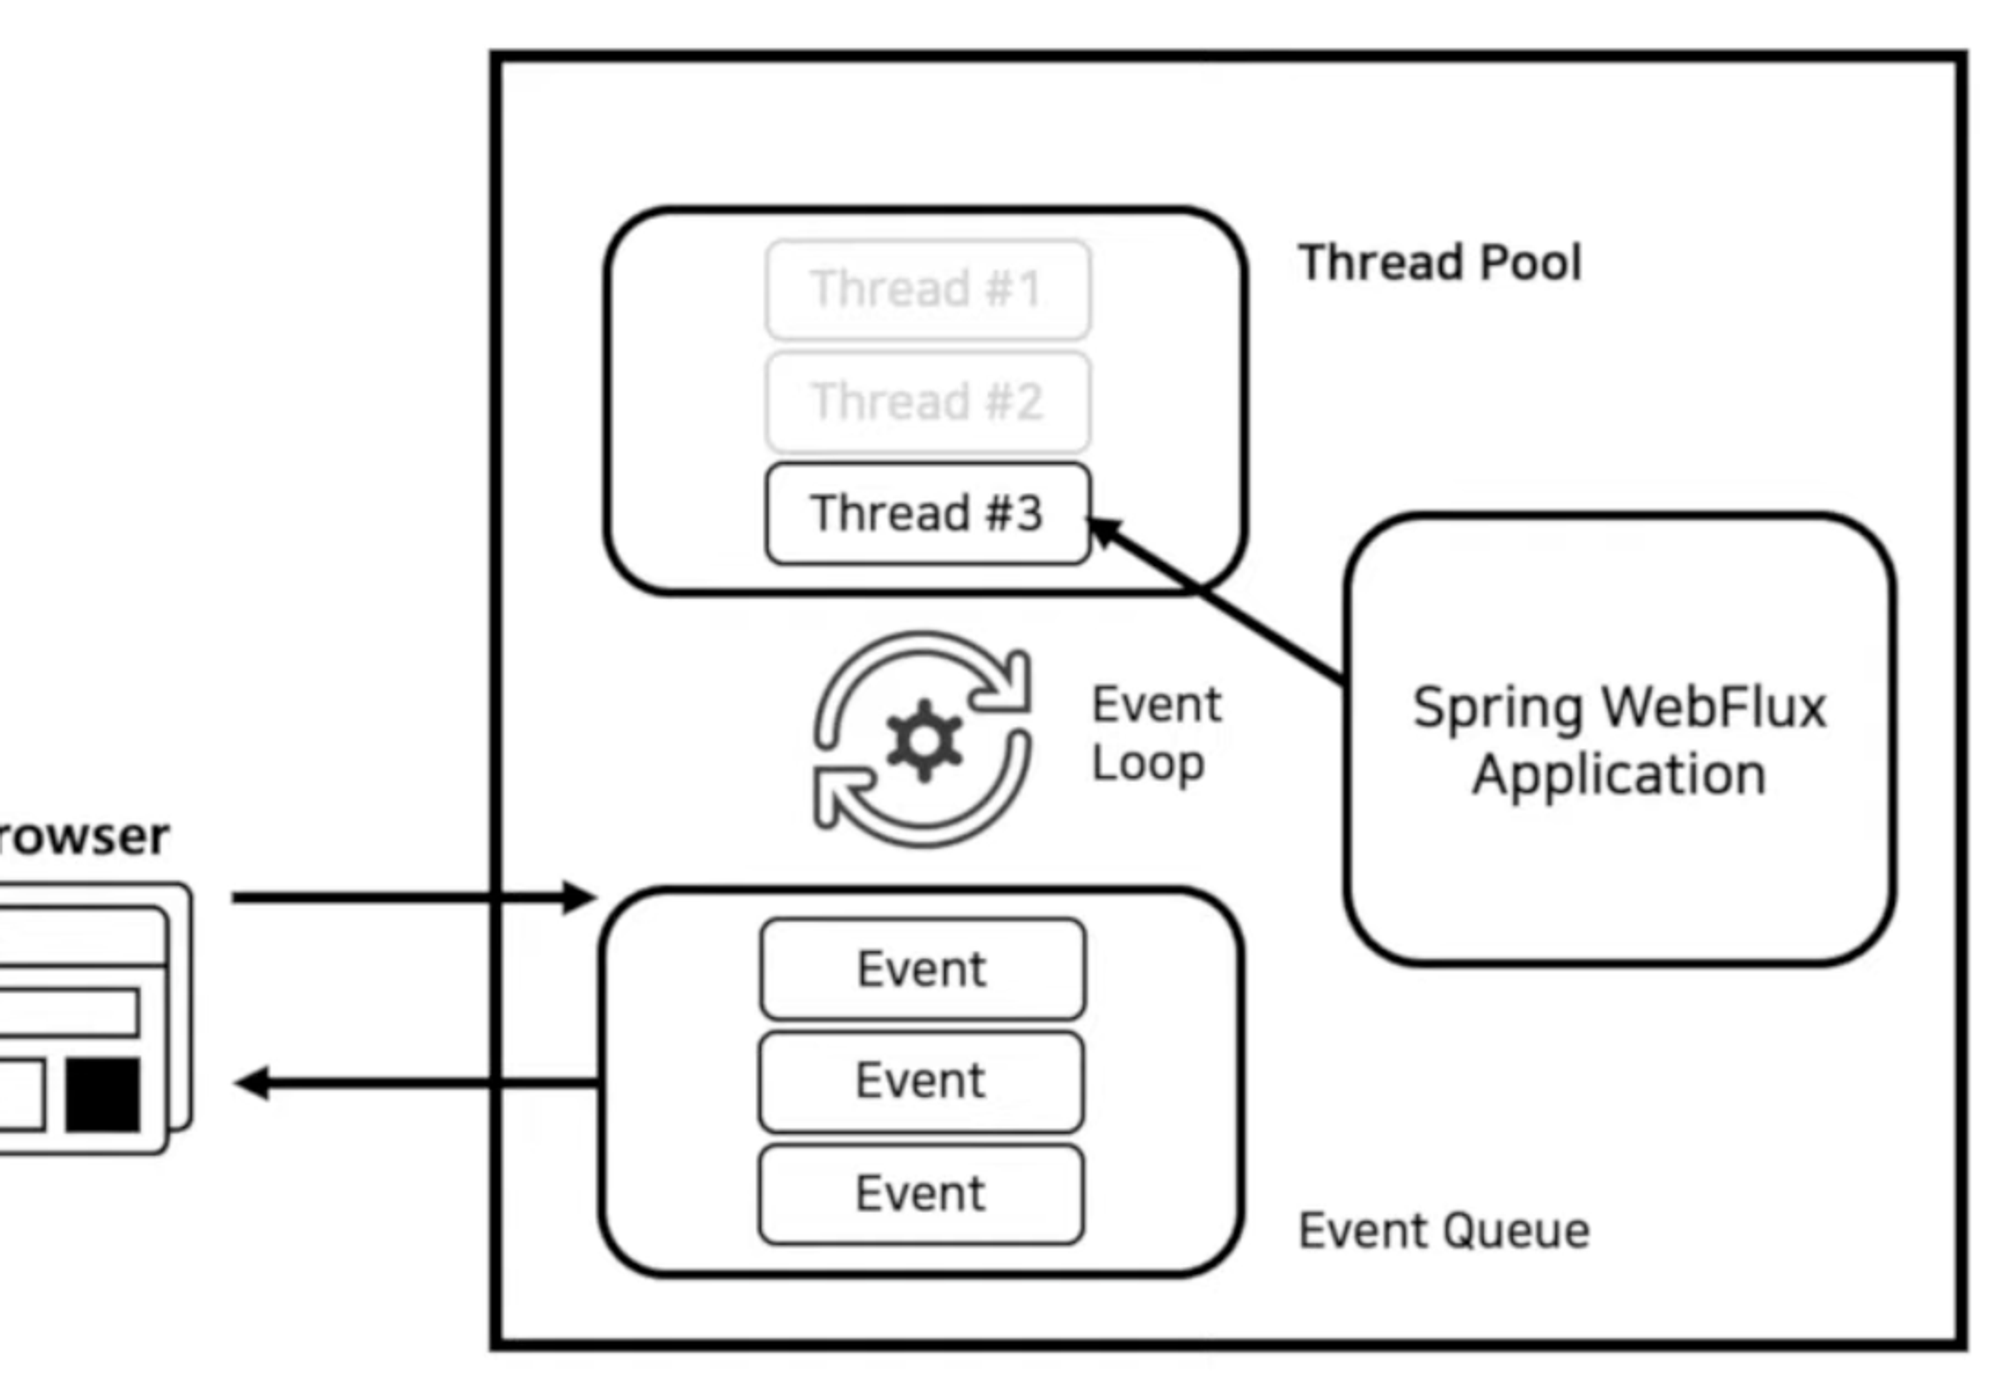 Thread Pool
Thread #1
Thread #2
Thread #3
Event
Loop
Spring WebFlux
Application
rowser
Event
Event
Event
Event Queue